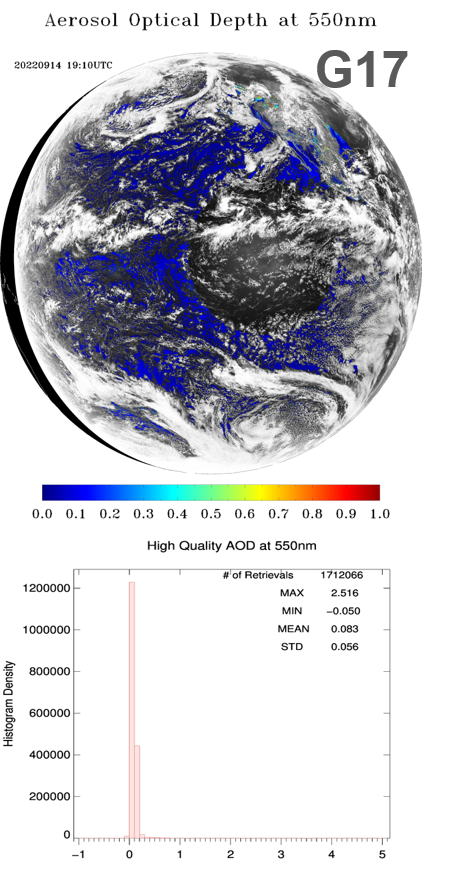 Aerosol Optical Depth at 550nm
20220914 19:10UTC
G17
0.0 0.1 0.2 0.3 0.4 0.5 0.6 0.7 0.8 0.9 1.0
High Quality AOD at 550nm
# of Retrievals 1712066
MAX 2.516
MIN −0.050
MEAN 0.083
STD 0.056
Histogram Density
1200000
1000000
800000
600000
400000
200000
0
−1 0 1 2 3 4 5